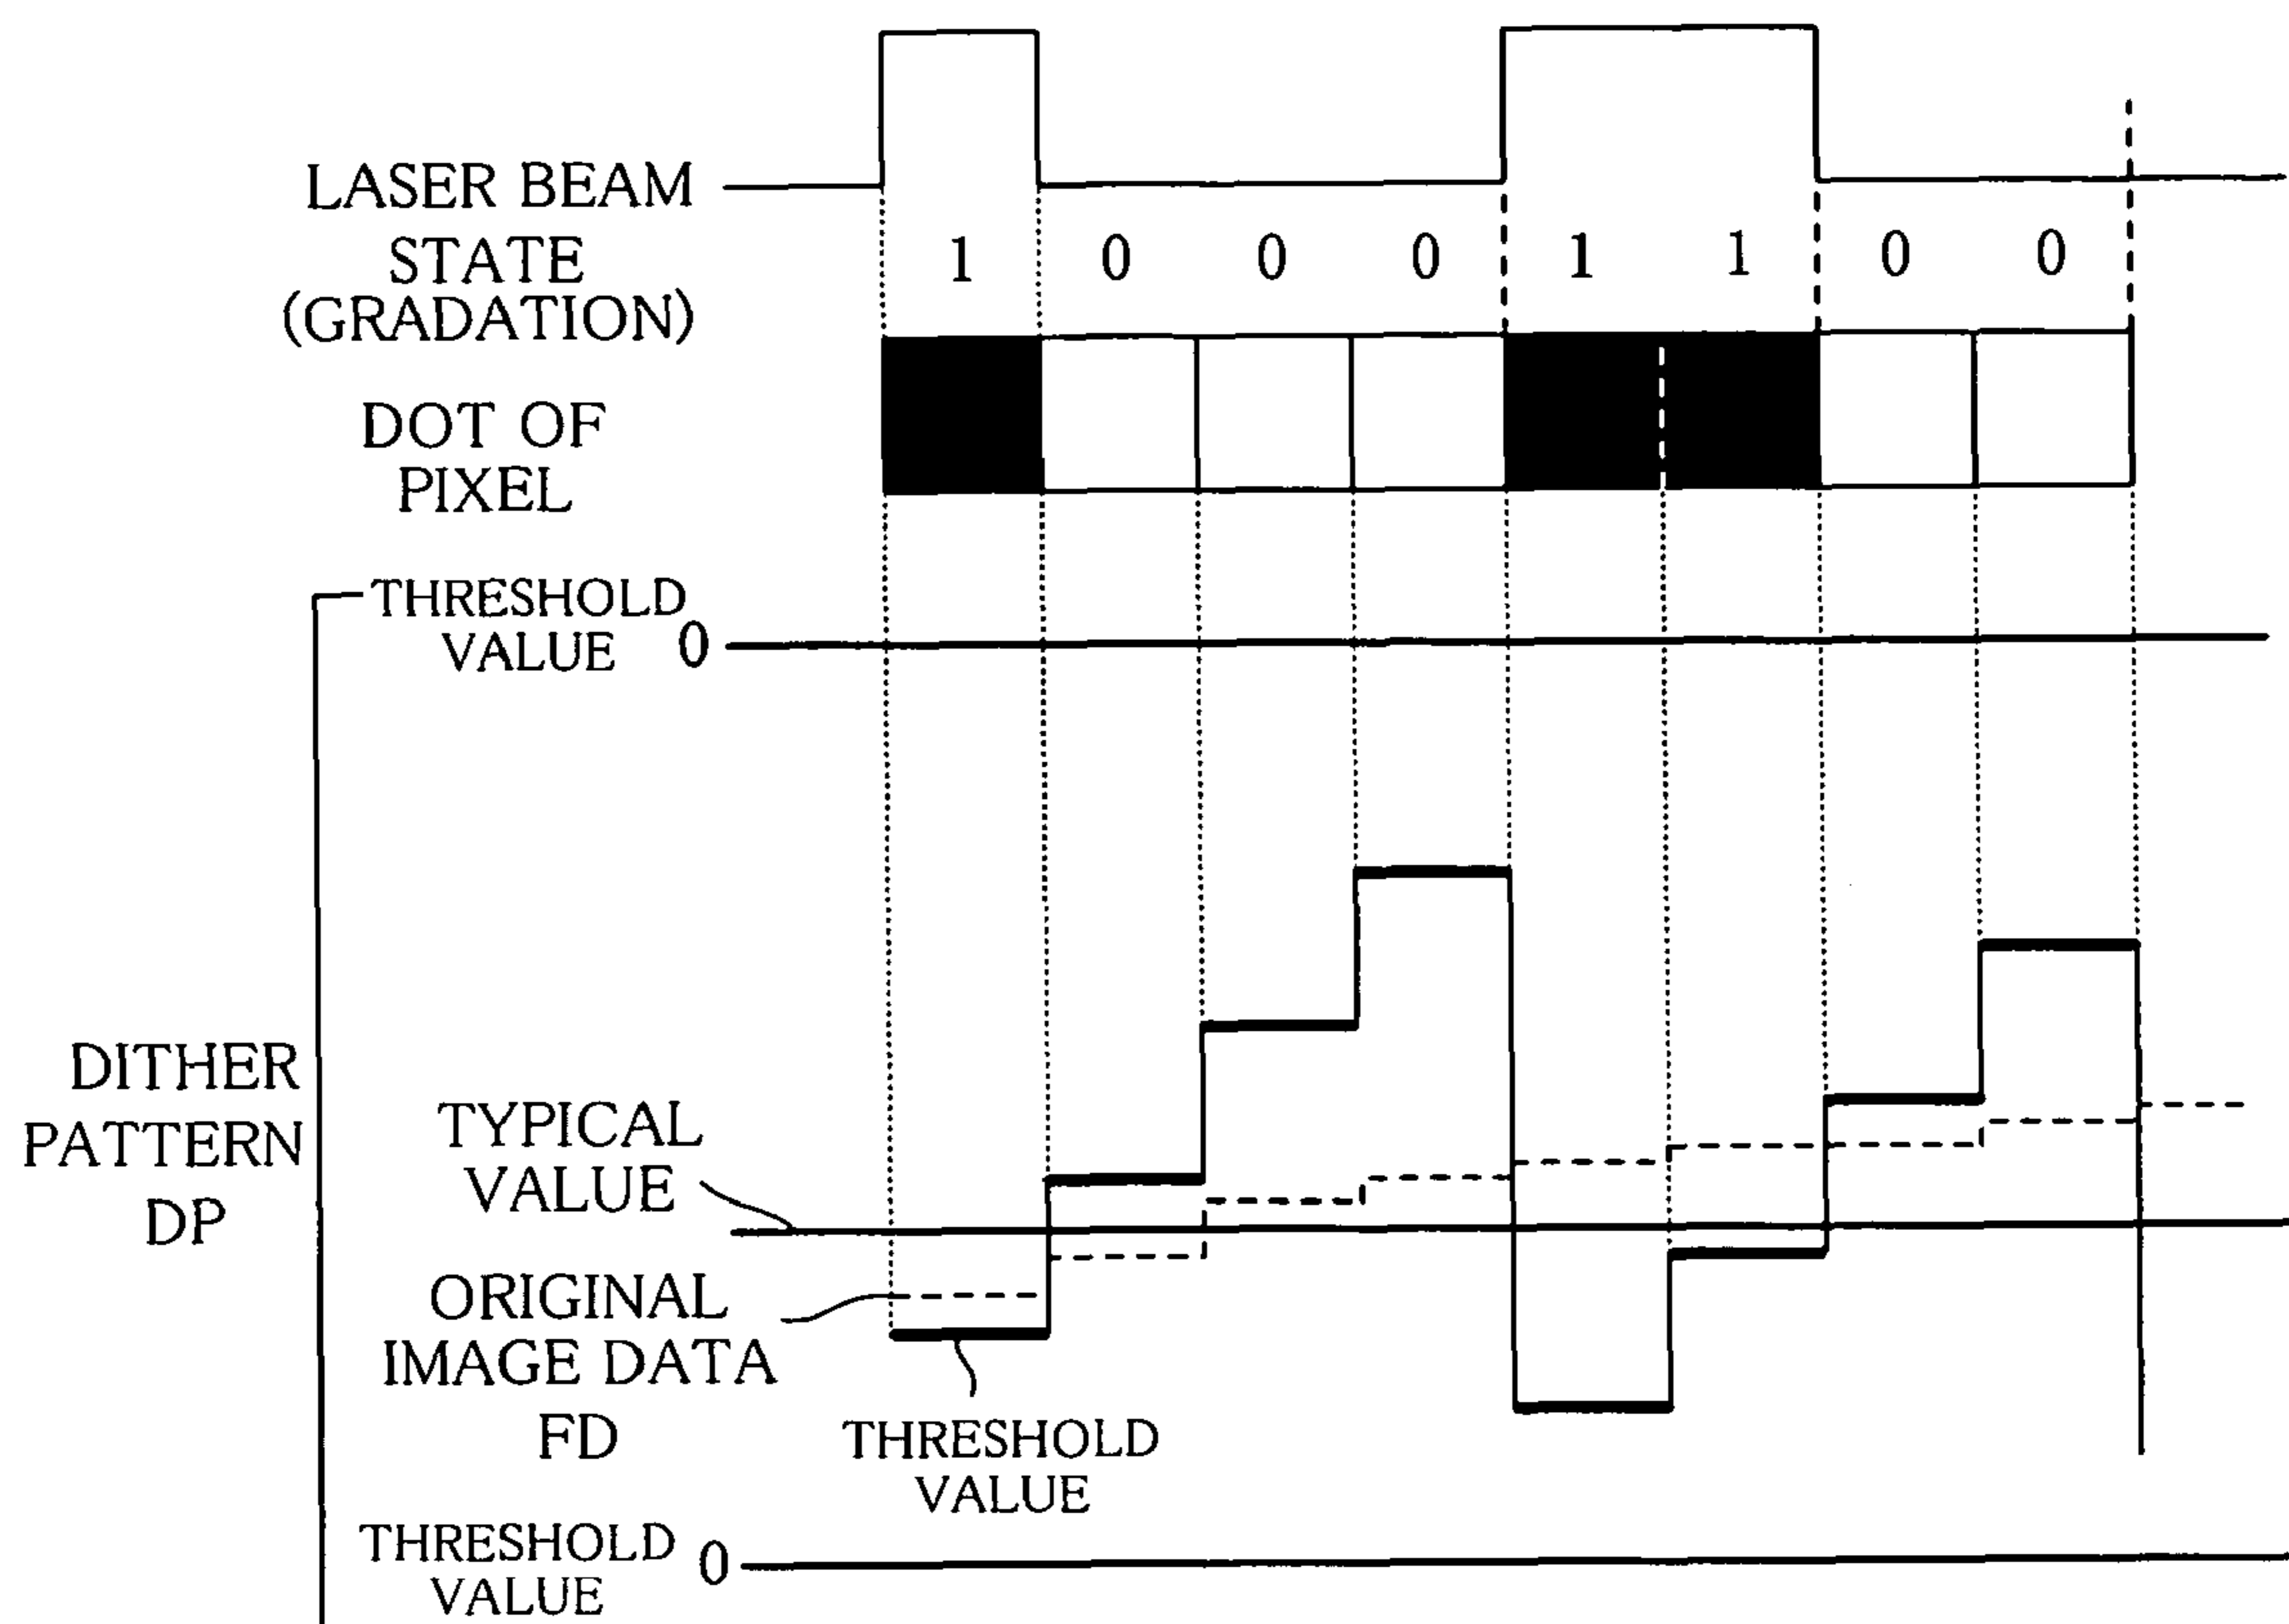 LASER BEAM
STATE
(GRADATION)
1 0 0 0 1 1 0 0
DOT OF
PIXEL
THRESHOLD
VALUE 0
DITHER
PATTERN
DP
TYPICAL
VALUE
ORIGINAL
IMAGE DATA
FD
THRESHOLD
VALUE
THRESHOLD
VALUE 0